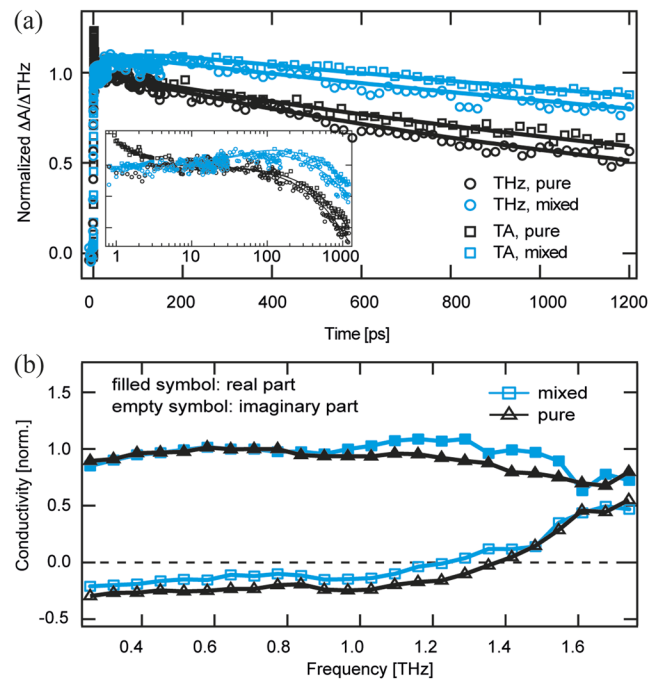 (a)
Normalized ΔA/ΔTHz
1.0
0.5
0.0
1
10
100
1000
THz, pure
THz, mixed
TA, pure
TA, mixed
0
200
400
600
800
1000
1200
Time [ps]
(b)
Conductivity [norm.]
1.5
1.0
0.5
0.0
-0.5
filled symbol: real part
empty symbol: imaginary part
mixed
pure
0.4
0.6
0.8
1.0
1.2
1.4
1.6
Frequency [THz]